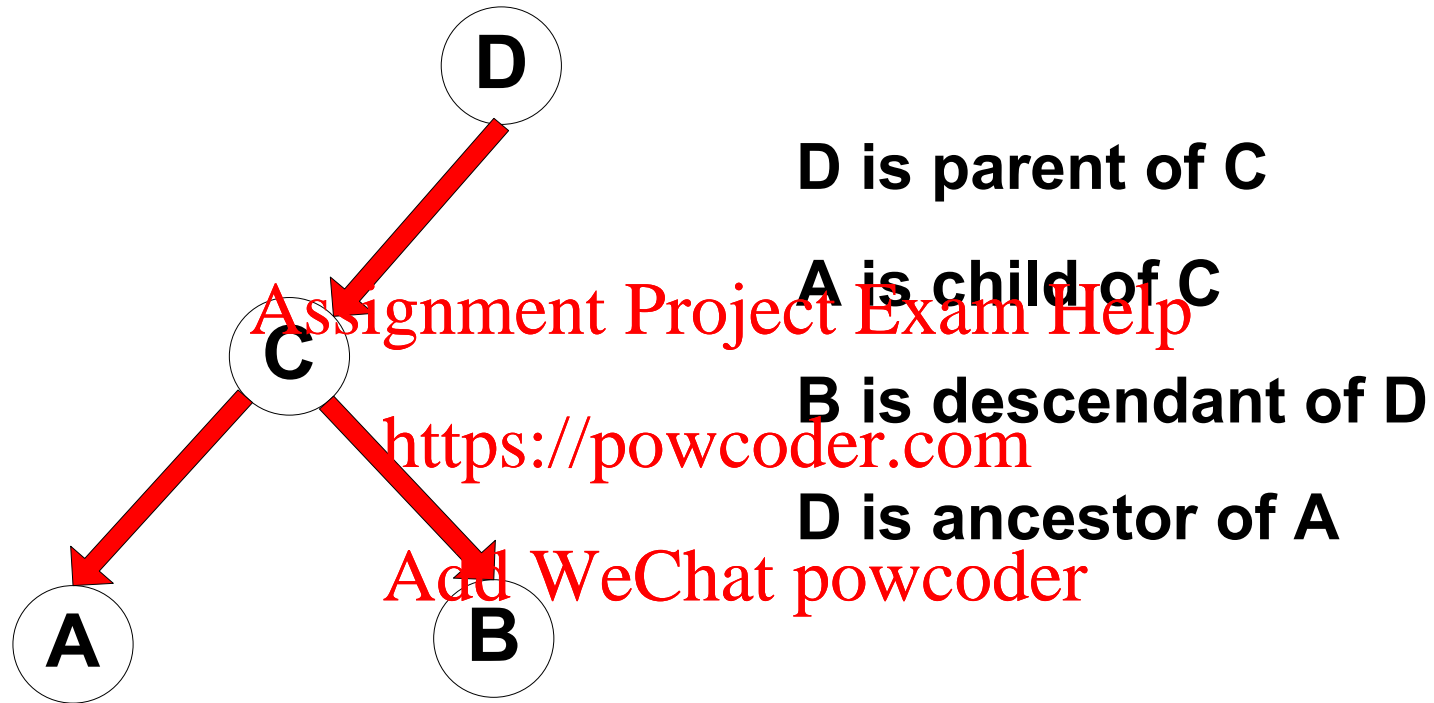 D
D is parent of C
A is child of C
Assignment Project Exam Help
C
B is descendant of D
https://powcoder.com
D is ancestor of A
Add WeChat powcoder
A
B